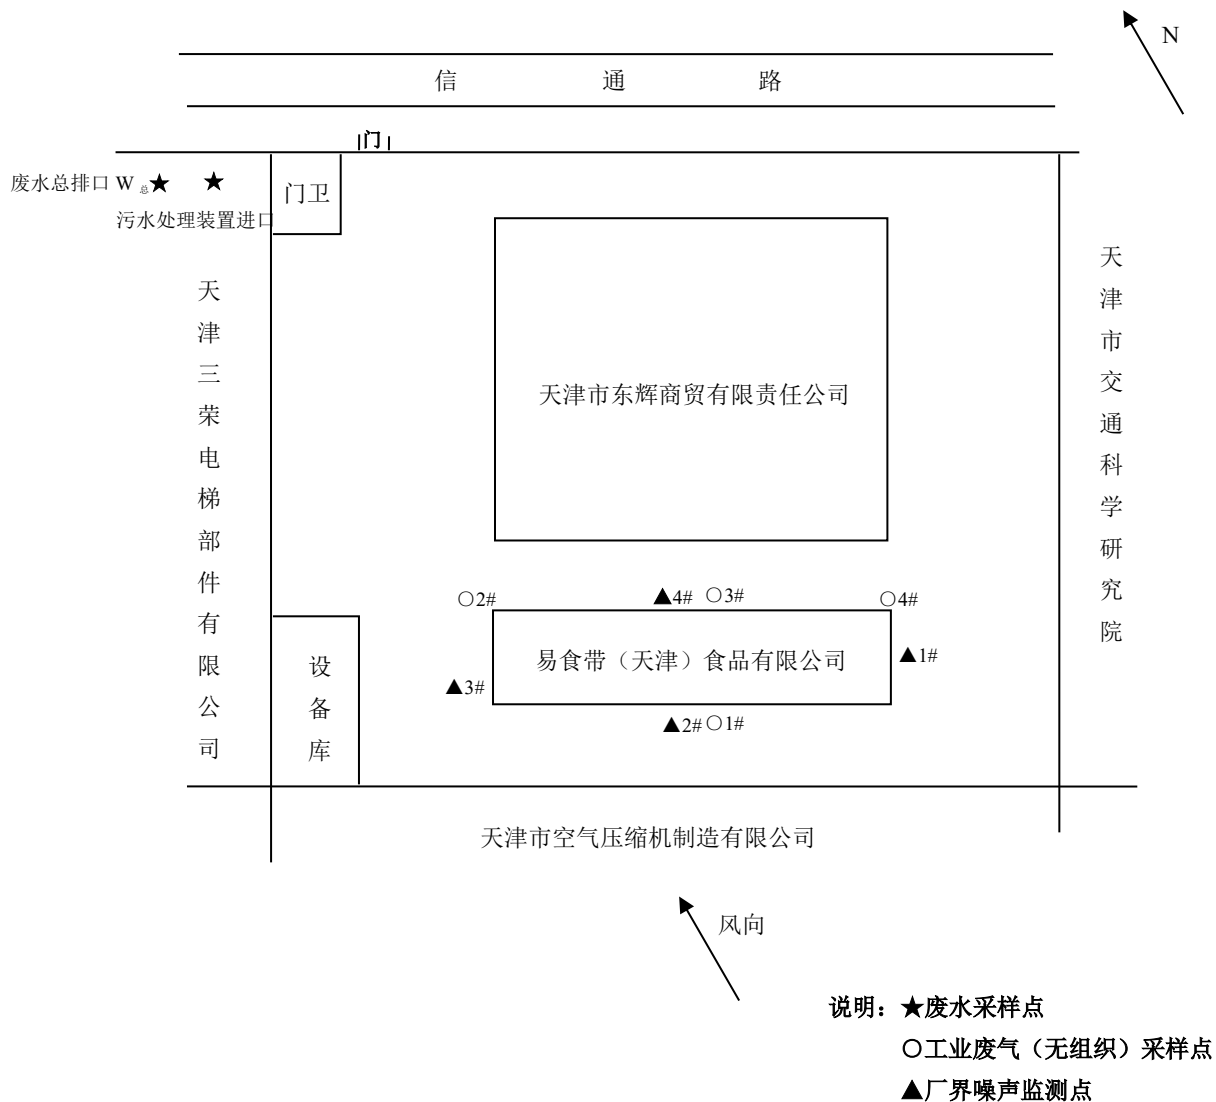 N
信通路
门
废水总排口 W总★ ★
门卫
污水处理装置进口
天津三荣电梯部件有限公司
天津市交通科学研究院
天津市东辉商贸有限责任公司
○2#
▲4# ○3#
○4#
易食带（天津）食品有限公司
▲1#
▲3#
▲2# ○1#
设备库
天津市空气压缩机制造有限公司
风向
说明：★废水采样点
○工业废气（无组织）采样点
▲厂界噪声监测点